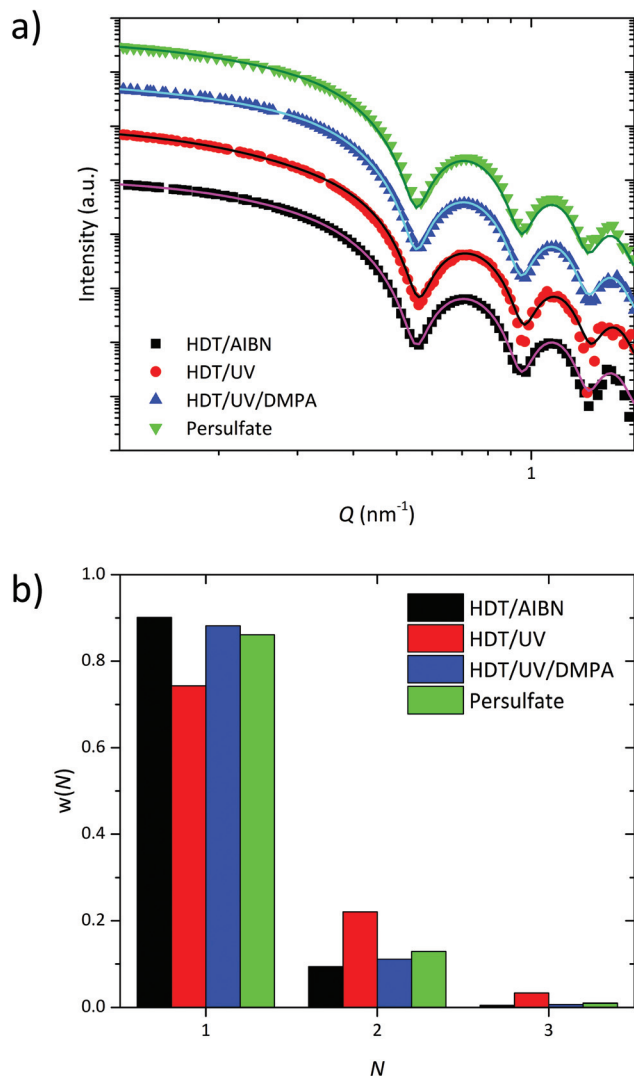 a)
Intensity (a.u.)
HDT/AIBN
HDT/UV
HDT/UV/DMPA
Persulfate
1
Q (nm⁻¹)
b)
1.0
0.8
0.6
0.4
0.2
0.0
w(N)
HDT/AIBN
HDT/UV
HDT/UV/DMPA
Persulfate
1 2 3
N